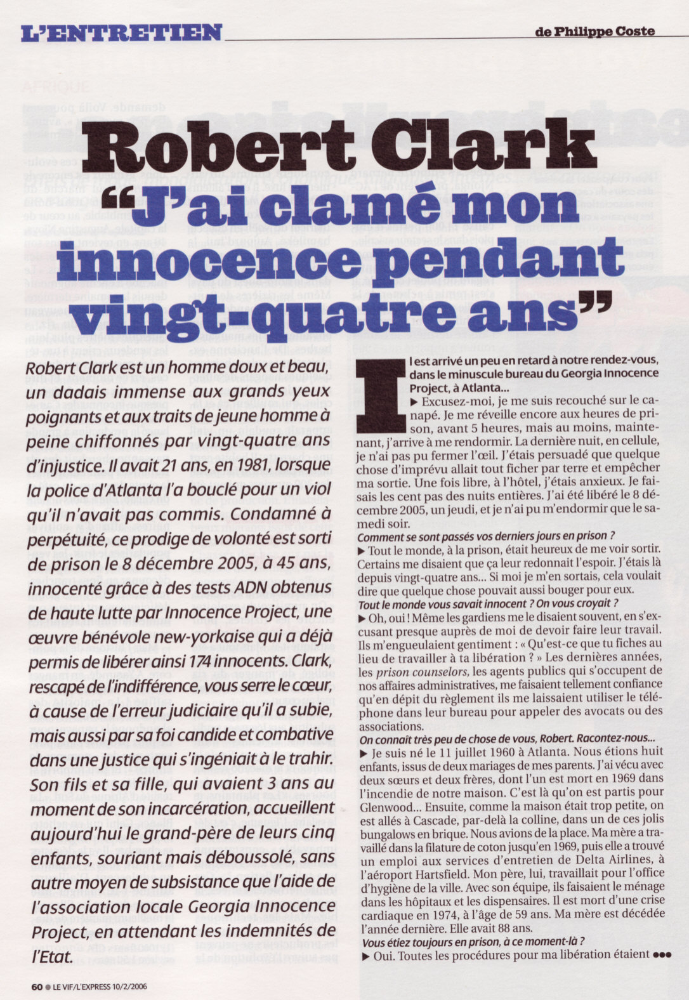 L'ENTRETIEN
de Philippe Coste
Robert Clark
“J'ai clamé mon
innocence pendant
vingt-quatre ans”
Robert Clark est un homme doux et beau,
un dadais immense aux grands yeux
poignants et aux traits de jeune homme à
peine chiffonnés par vingt-quatre ans
d'injustice. Il avait 21 ans, en 1981, lorsque
la police d'Atlanta l'a bouclé pour un viol
qu'il n'avait pas commis. Condamné à
perpétuité, ce prodige de volonté est sorti
de prison le 8 décembre 2005, à 45 ans,
innocenté grâce à des tests ADN obtenus
de haute lutte par Innocence Project, une
œuvre bénévole new-yorkaise qui a déjà
permis de libérer ainsi 174 innocents. Clark,
rescapé de l'indifférence, vous serre le cœur,
à cause de l'erreur judiciaire qu'il a subie,
mais aussi par sa foi candide et combative
dans une justice qui s'ingéniait à le trahir.
Son fils et sa fille, qui avaient 3 ans au
moment de son incarcération, accueillent
aujourd'hui le grand-père de leurs cinq
enfants, souriant mais déboussolé, sans
autre moyen de subsistance que l'aide de
l'association locale Georgia Innocence
Project, en attendant les indemnités de
l'Etat.
Il est arrivé un peu en retard à notre rendez-vous,
dans le minuscule bureau du Georgia Innocence
Project, à Atlanta...
▶ Excusez-moi, je me suis recouché sur le ca-
napé. Je me réveille encore aux heures de pri-
son, avant 5 heures, mais au moins, mainte-
nant, j'arrive à me rendormir. La dernière nuit, en cellule,
je n'ai pas pu fermer l'œil. J'étais persuadé que quelque
chose d'imprévu allait tout ficher par terre et empêcher
ma sortie. Une fois libre, à l'hôtel, j'étais anxieux. Je fai-
sais les cent pas des nuits entières. J'ai été libéré le 8 dé-
cembre 2005, un jeudi, et je n'ai pu m'endormir que le sa-
medi soir.
Comment se sont passés vos derniers jours en prison ?
▶ Tout le monde, à la prison, était heureux de me voir sortir.
Certains me disaient que ça leur redonnait l'espoir. J'étais là
depuis vingt-quatre ans... Si moi je m'en sortais, cela voulait
dire que quelque chose pouvait aussi bouger pour eux.
Tout le monde vous savait innocent ? On vous croyait ?
▶ Oh, oui ! Même les gardiens me le disaient souvent, en s'ex-
cusant presque auprès de moi de devoir faire leur travail.
Ils m'engueulaient gentiment : « Qu'est-ce que tu fiches au
lieu de travailler à ta libération ? » Les dernières années,
les prison counselors, les agents publics qui s'occupent de
nos affaires administratives, me faisaient tellement confiance
qu'en dépit du règlement ils me laissaient utiliser le télé-
phone dans leur bureau pour appeler des avocats ou des
associations.
On connaît très peu de chose de vous, Robert. Racontez-nous...
▶ Je suis né le 11 juillet 1960 à Atlanta. Nous étions huit
enfants, issus de deux mariages de mes parents. J'ai vécu avec
deux sœurs et deux frères, dont l'un est mort en 1969 dans
l'incendie de notre maison. C'est là qu'on est partis pour
Glenwood... Ensuite, comme la maison était trop petite, on
est allés à Cascade, par-delà la colline, dans un de ces jolis
bungalows en brique. Nous avions de la place. Ma mère a tra-
vaillé dans la filature de coton jusqu'en 1969, puis elle a trouvé
un emploi aux services d'entretien de Delta Airlines, à
l'aéroport Hartsfield. Mon père, lui, travaillait pour l'office
d'hygiène de la ville. Avec son équipe, ils faisaient le ménage
dans les hôpitaux et les dispensaires. Il est mort d'une crise
cardiaque en 1974, à l'âge de 59 ans. Ma mère est décédée
l'année dernière. Elle avait 88 ans.
Vous étiez toujours en prison, à ce moment-là ?
▶ Oui. Toutes les procédures pour ma libération étaient ●●●
60 ● LE VIF/L'EXPRESS 10/2/2006